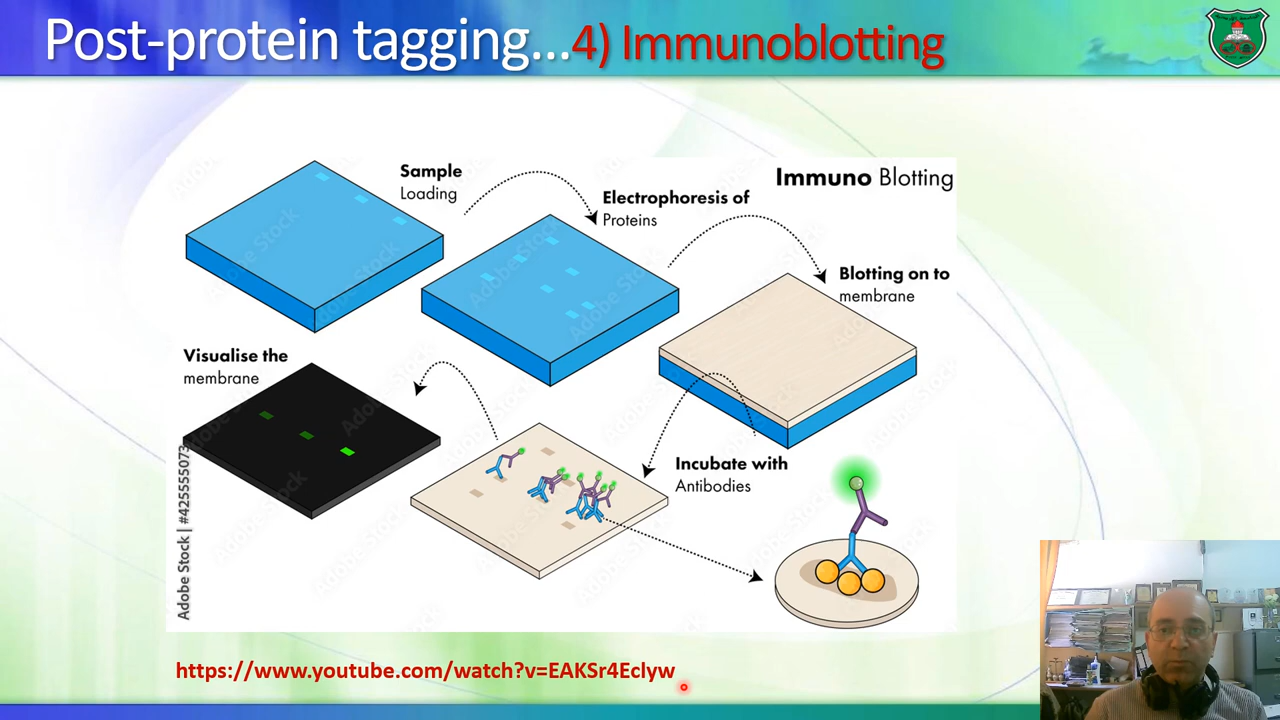 Post-protein tagging...4) Immunoblotting
Immuno Blotting
Sample
Loading
Electrophoresis of
Proteins
Blotting on to
membrane
Visualise the
membrane
Incubate with
Antibodies
Adobe Stock | #425555073
https://www.youtube.com/watch?v=EAKSr4Eclyw